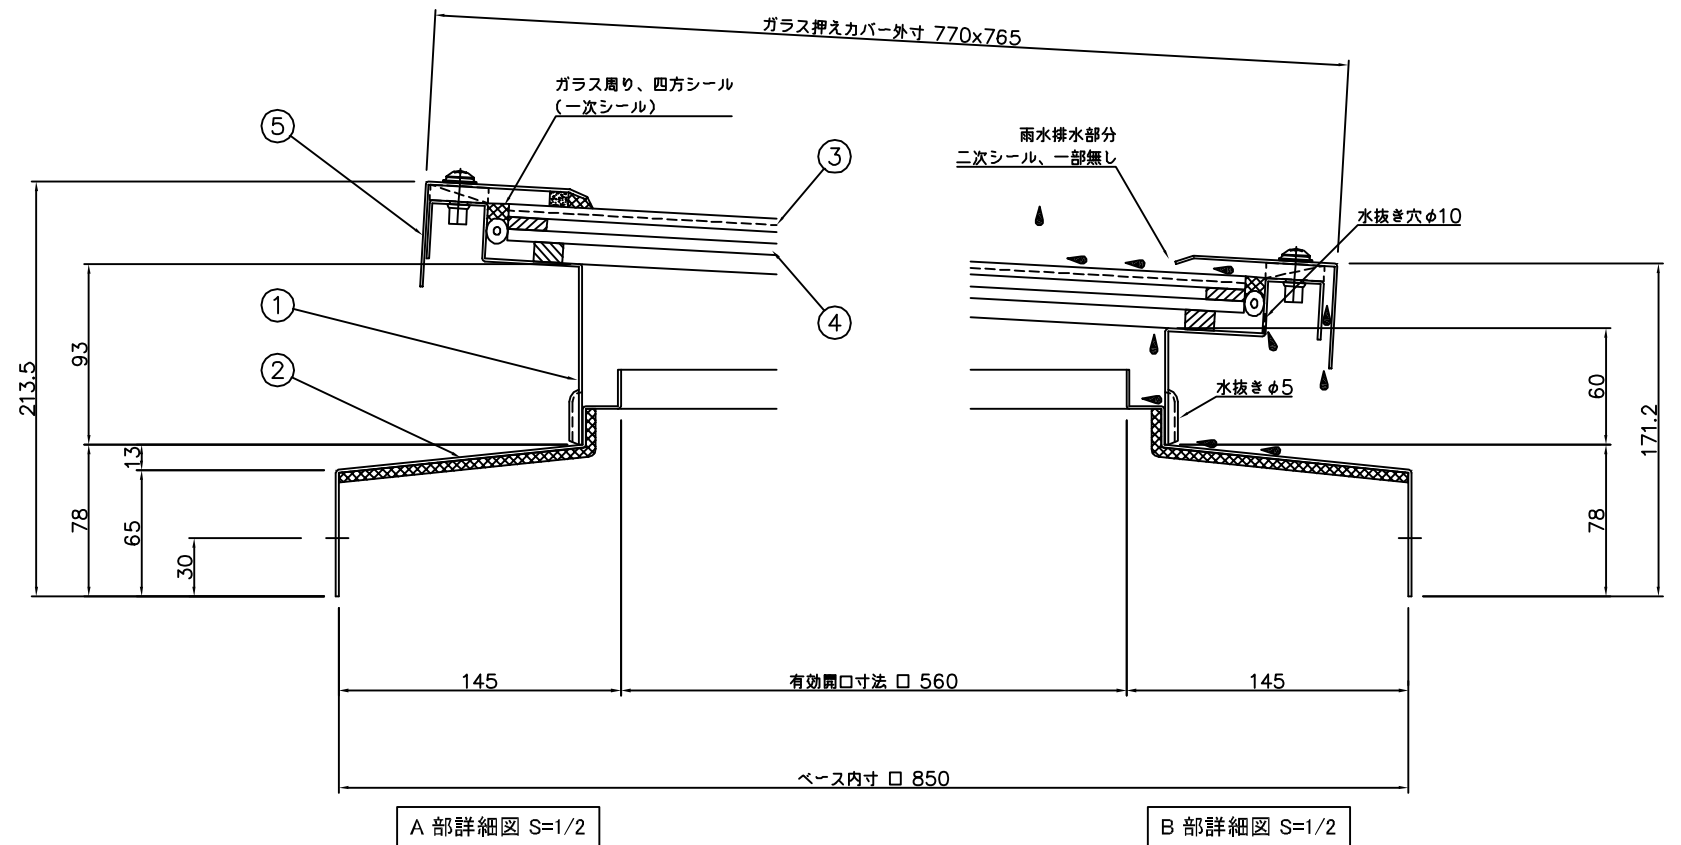 ガラス押えカバー外寸 770x765
ガラス周り、四方シール
(一次シール)
雨水排水部分
二次シール、一部無し
⑤
③
水抜き穴φ10
①
④
②
水抜きφ5
213.5
93
13
78
65
30
60
171.2
78
145
有効開口寸法 □ 560
145
ベース内寸 □ 850
A 部詳細図 S=1/2
B 部詳細図 S=1/2